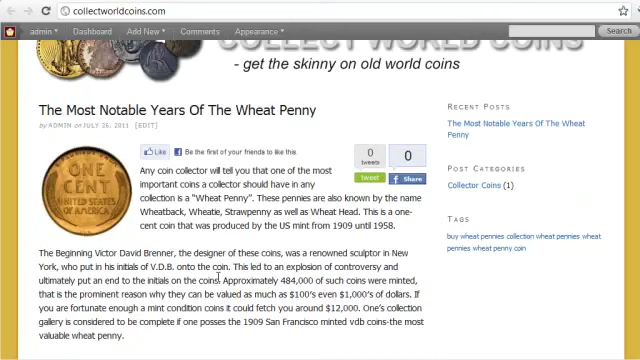 collectworldcoins.com
admin Dashboard Add New Comments Appearance Search
COLLECT WORLD COINS
- get the skinny on old world coins
The Most Notable Years Of The Wheat Penny
by ADMIN on JULY 26, 2011 [EDIT]
Like Be the first of your friends to like this.
0 tweets
tweet
0
Share
ONE CENT
UNITED STATES OF AMERICA
Any coin collector will tell you that one of the most
important coins a collector should have in any
collection is a “Wheat Penny”. These pennies are also known by the name
Wheatback, Wheatie, Strawpenny as well as Wheat Head. This is a one-
cent coin that was produced by the US mint from 1909 until 1958.
The Beginning Victor David Brenner, the designer of these coins, was a renowned sculptor in New
York, who put in his initials of V.D.B. onto the coin. This led to an explosion of controversy and
ultimately put an end to the initials on the coins. Approximately 484,000 of such coins were minted,
that is the prominent reason why they can be valued as much as $100’s even $1,000’s of dollars. If
you are fortunate enough a mint condition coins it could fetch you around $12,000. One’s collection
gallery is considered to be complete if one posses the 1909 San Francisco minted vdb coins-the most
valuable wheat penny.
RECENT POSTS
The Most Notable Years Of The Wheat
Penny
POST CATEGORIES
Collector Coins (1)
TAGS
buy wheat pennies collection wheat pennies wheat
pennies wheat penny coin